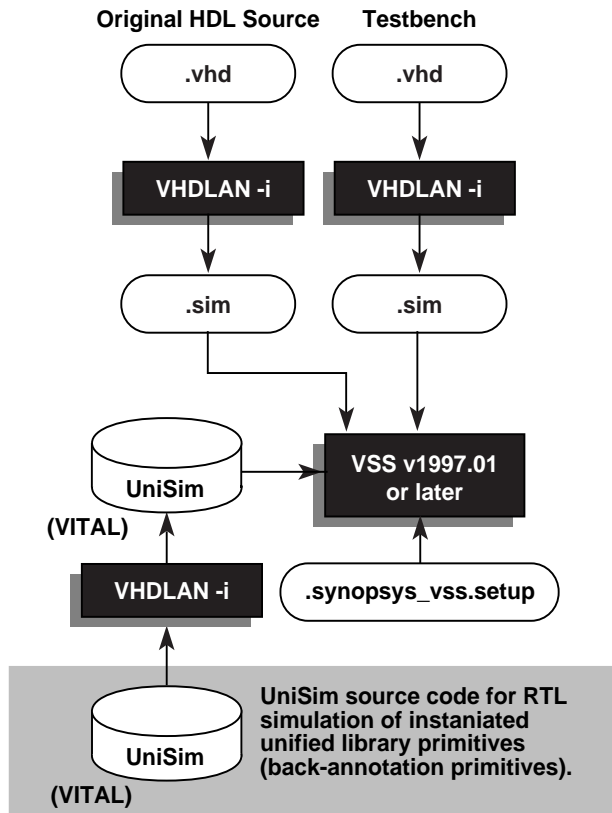 Original HDL Source
Testbench
.vhd
.vhd
VHDLAN -i
VHDLAN -i
.sim
.sim
UniSim
(VITAL)
VSS v1997.01
or later
VHDLAN -i
.synopsys_vss.setup
UniSim
(VITAL)
UniSim source code for RTL
simulation of instaniated
unified library primitives
(back-annotation primitives).